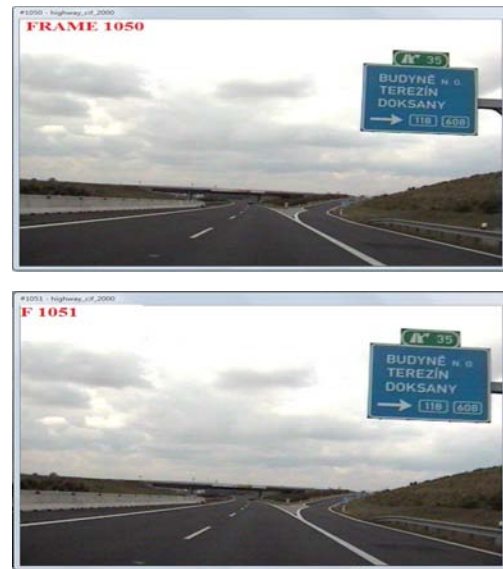 #1050 - highway_cif_2000
FRAME 1050
35
BUDYNĚ N. O.
TEREZÍN
DOKSANY
118 608
#1051 - highway_cif_2000
F 1051
35
BUDYNĚ N. O.
TEREZÍN
DOKSANY
118 608